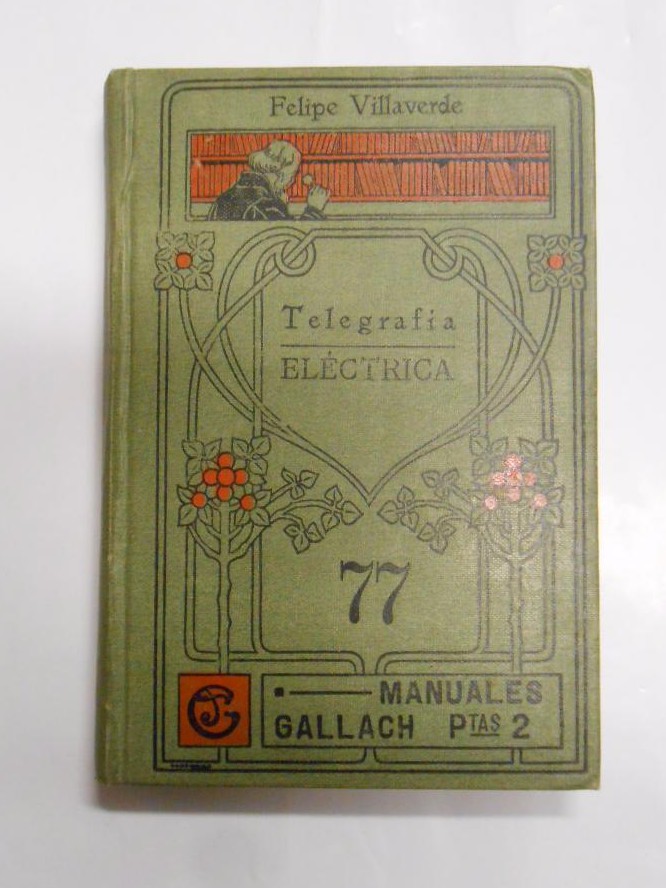 Felipe Villaverde
Telegrafía
ELÉCTRICA
77
MANUALES
GALLACH PTAS 2